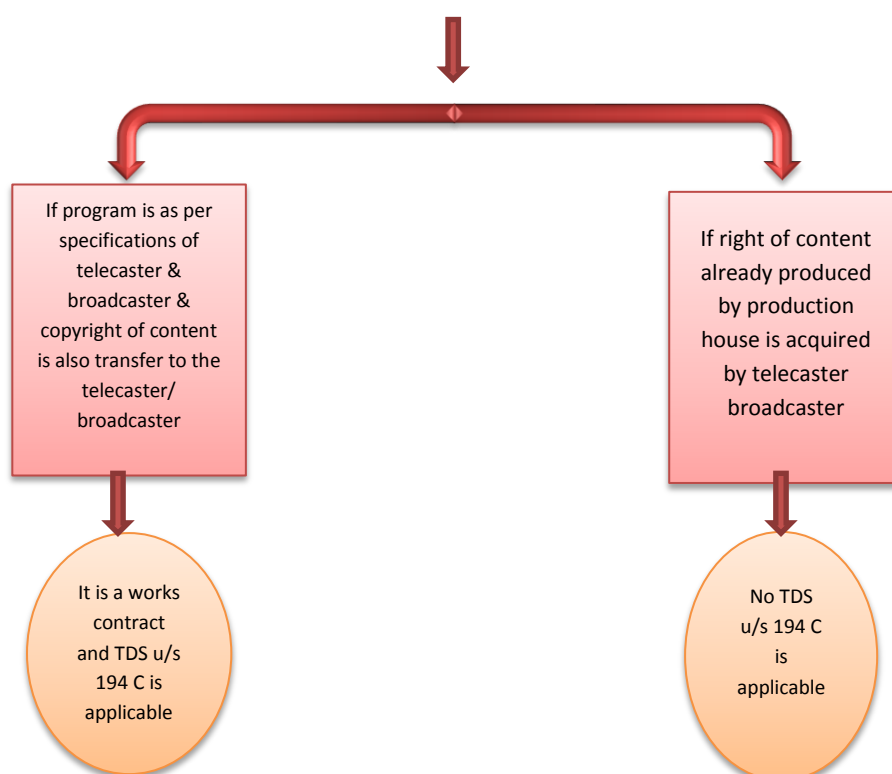 If program is as per
specifications of
telecaster &
broadcaster &
copyright of content
is also transfer to the
telecaster/
broadcaster
It is a works
contract
and TDS u/s
194 C is
applicable
If right of content
already produced
by production
house is acquired
by telecaster
broadcaster
No TDS
u/s 194 C
is
applicable